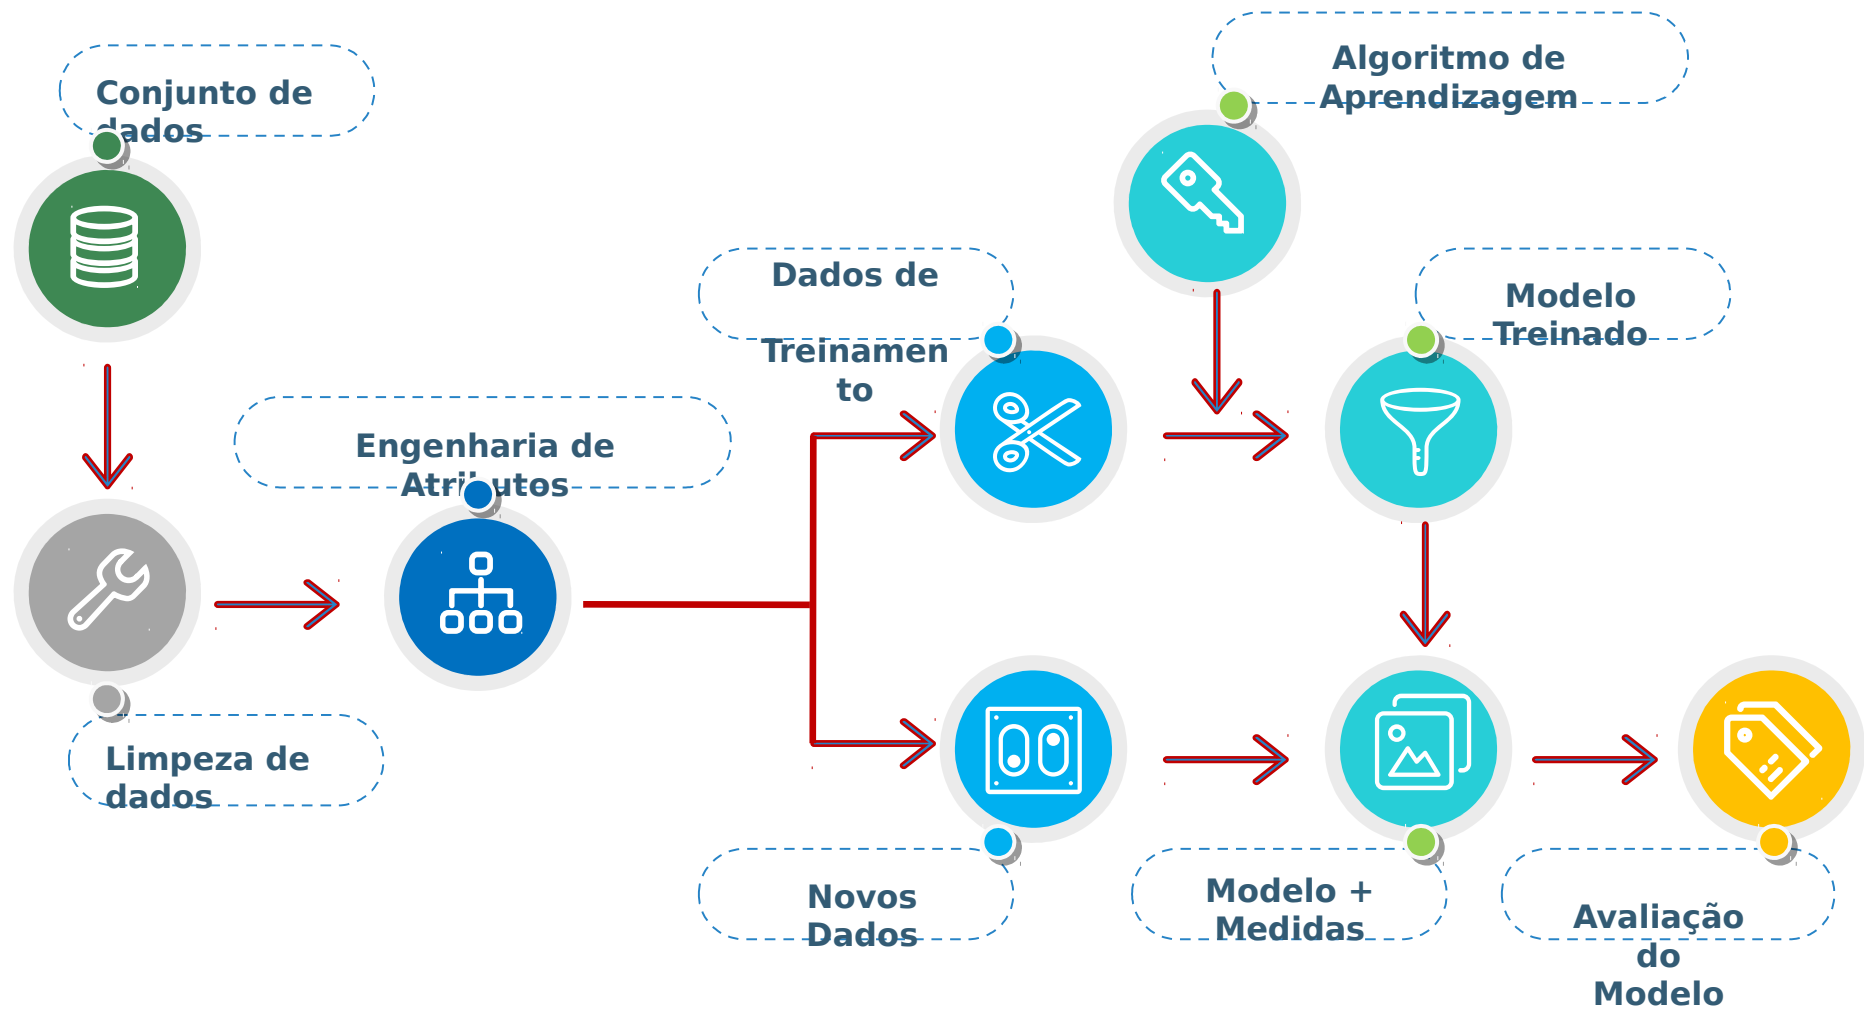 Conjunto de
dados
Algoritmo de
Aprendizagem
Dados de
Treinamen
to
Modelo
Treinado
Engenharia de
Atributos
Limpeza de
dados
Novos
Dados
Modelo +
Medidas
Avaliação
do
Modelo